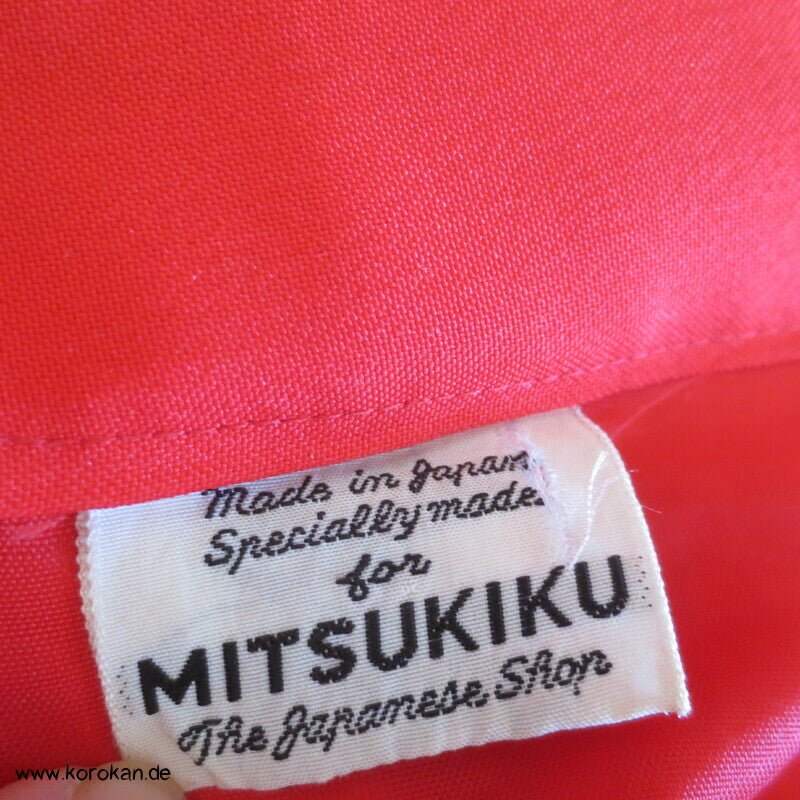 Made in Japan
Specially made
for
MITSUKIKU
The Japanese Shop
www.korokan.de